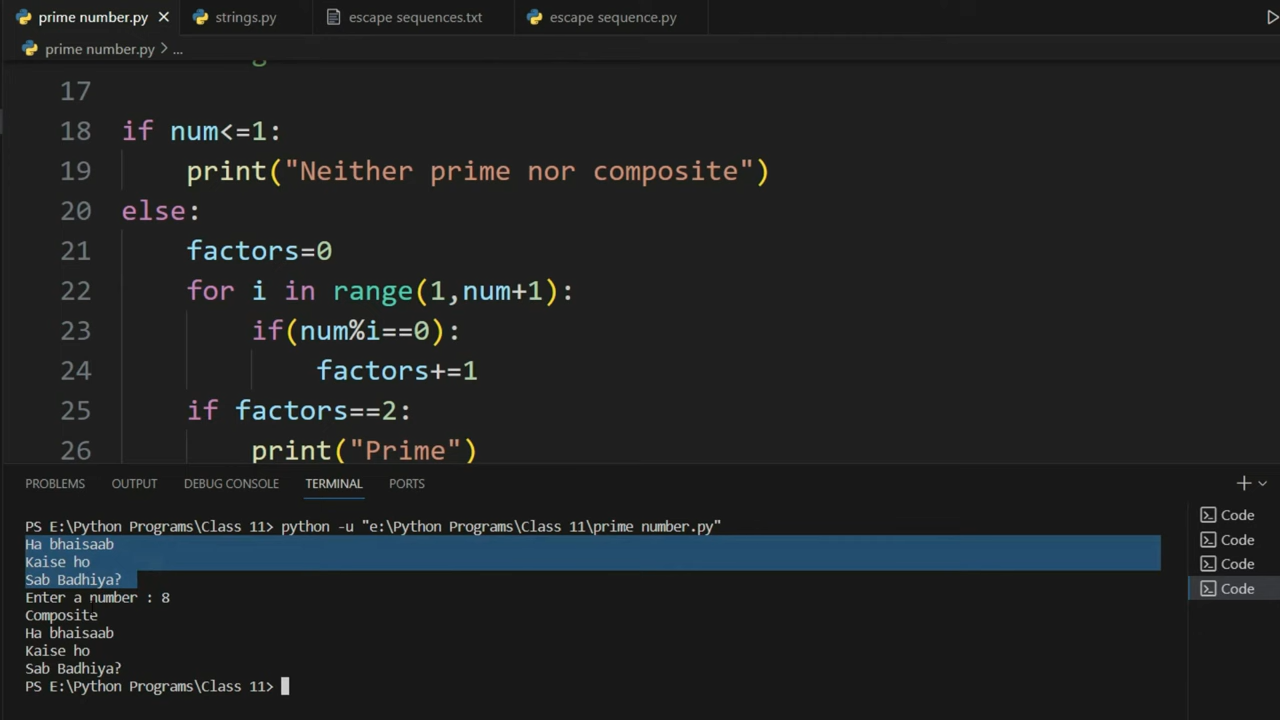 prime number.py
strings.py
escape sequences.txt
escape sequence.py
prime number.py > ...
17
18 if num<=1:
19 print("Neither prime nor composite")
20 else:
21 factors=0
22 for i in range(1,num+1):
23 if(num%i==0):
24 factors+=1
25 if factors==2:
26 print("Prime")
PROBLEMS OUTPUT DEBUG CONSOLE TERMINAL PORTS
PS E:\Python Programs\Class 11> python -u "e:\Python Programs\Class 11\prime number.py"
Ha bhaisaab
Kaise ho
Sab Badhiya?
Enter a number : 8
Composite
Ha bhaisaab
Kaise ho
Sab Badhiya?
PS E:\Python Programs\Class 11>
Code
Code
Code
Code